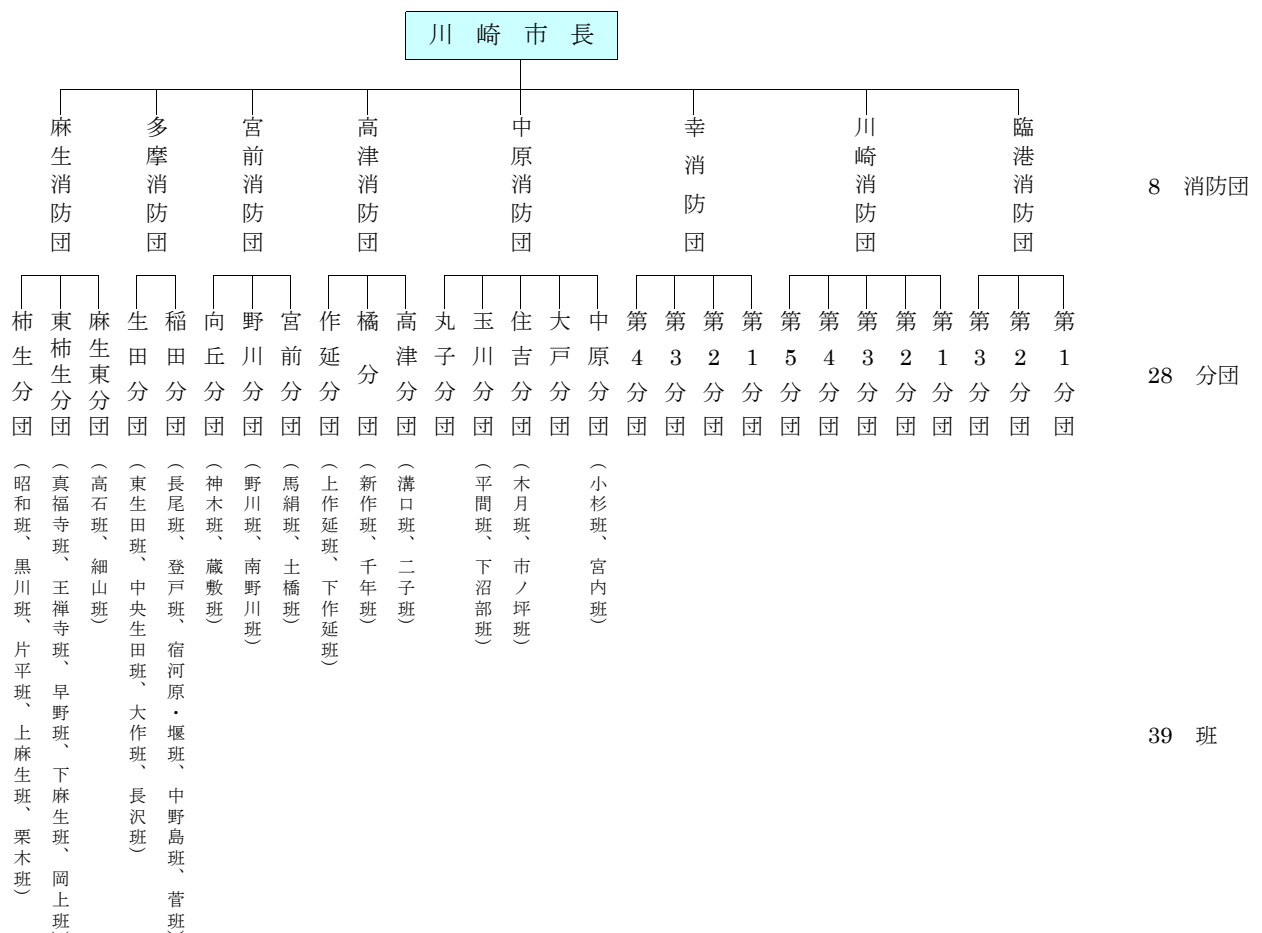 川崎市長
臨港消防団
川崎消防団
幸消防団
中原消防団
高津消防団
宮前消防団
多摩消防団
麻生消防団
8 消防団
第1分団
第2分団
第3分団
第1分団
第2分団
第3分団
第4分団
第5分団
第1分団
第2分団
第3分団
第4分団
中原分団
大戸分団
住吉分団
玉川分団
丸子分団
高津分団
橘分団
作延分団
宮前分団
野川分団
向丘分団
稲田分団
生田分団
麻生東分団
東柿生分団
柿生分団
28 分団
（小杉班、宮内班）
（木月班、市ノ坪班）
（平間班、下沼部班）
（溝口班、二子班）
（新作班、千年班）
（上作延班、下作延班）
（馬絹班、土橋班）
（野川班、南野川班）
（神木班、蔵敷班）
（長尾班、登戸班、宿河原・堰班、中野島班、菅班）
（東生田班、中央生田班、大作班、長沢班）
（高石班、細山班）
（真福寺班、王禅寺班、早野班、下麻生班、岡上班）
（昭和班、黒川班、片平班、上麻生班、栗木班）
39 班